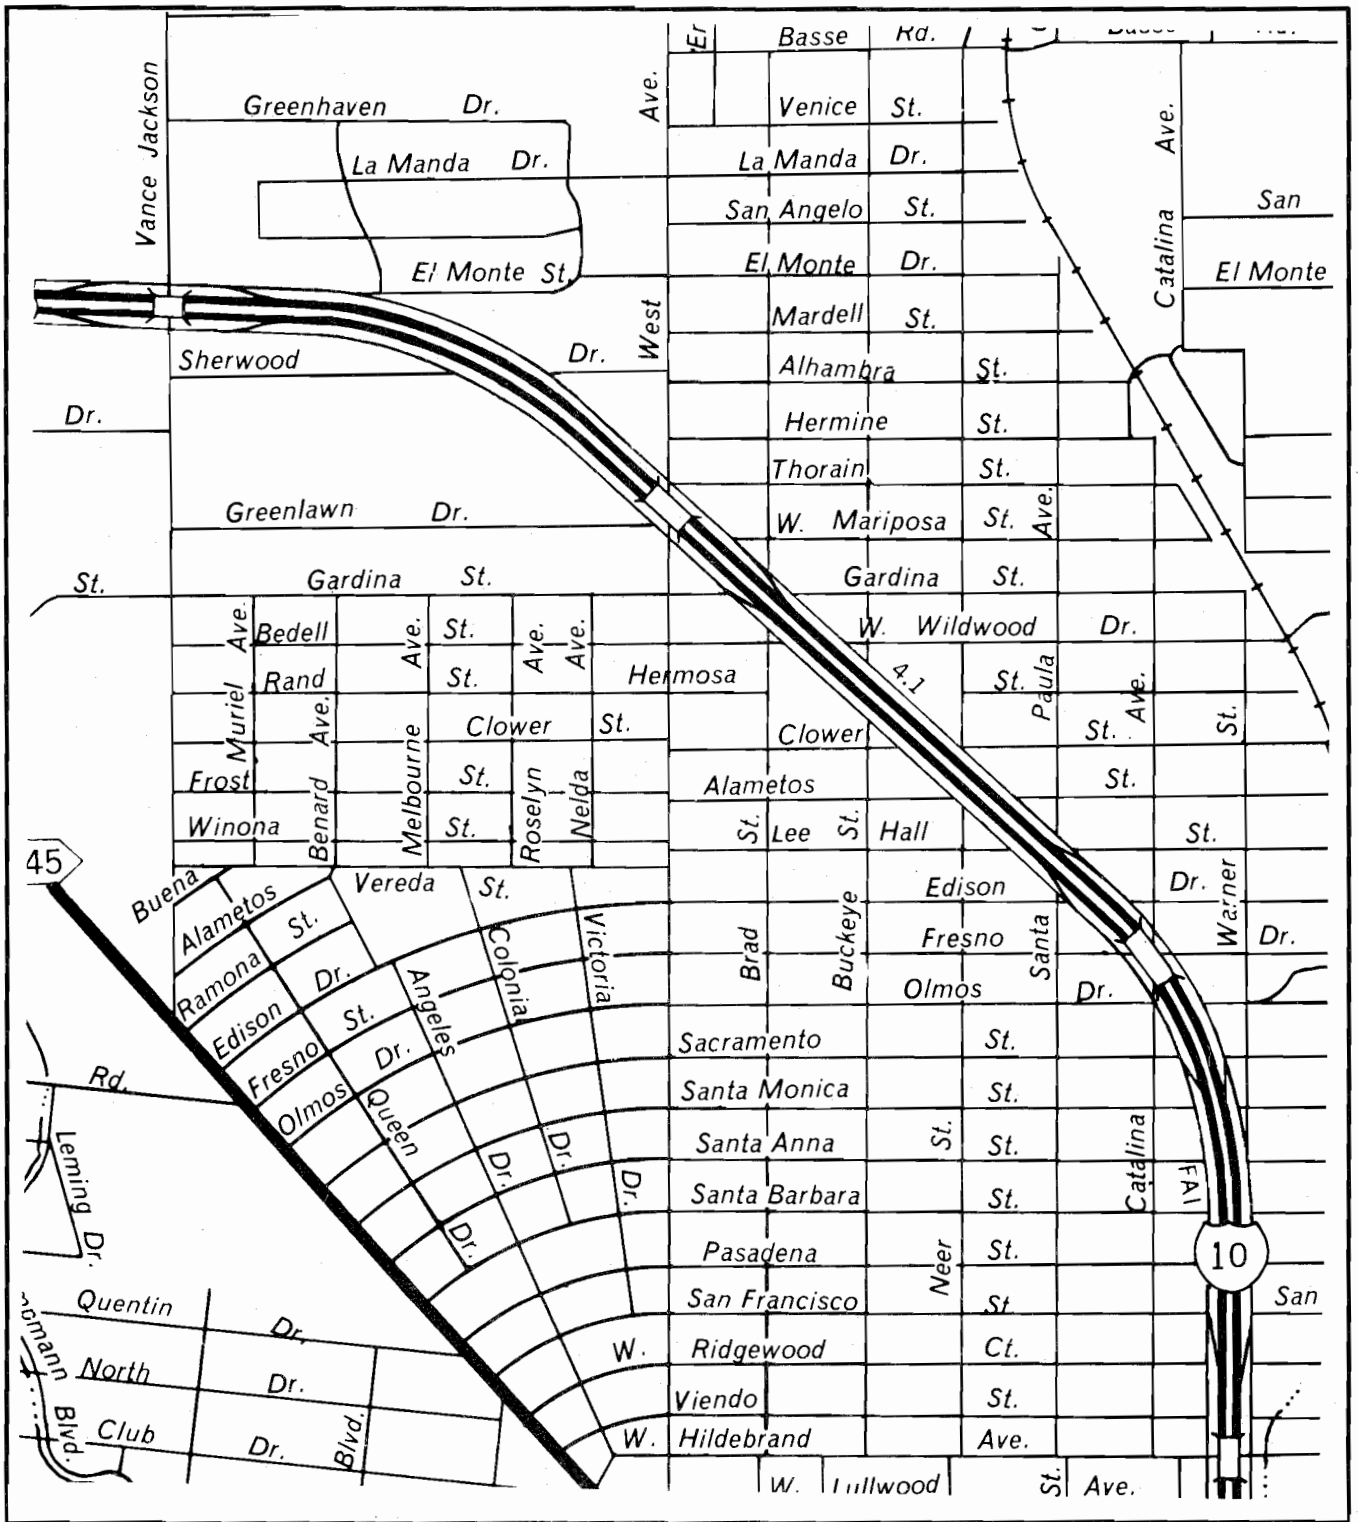 Basse Rd.
Vance Jackson
Greenhaven Dr.
West Ave.
Venice St.
Catalina Ave.
La Manda Dr.
La Manda Dr.
San Angelo St.
San
El Monte St.
El Monte Dr.
El Monte
Mardell St.
Sherwood Dr.
Alhambra St.
Dr.
Hermine St.
Thorain St.
Greenlawn Dr.
W. Mariposa St.
St.
Gardina St.
Gardina St.
Bedell St.
W. Wildwood Dr.
Rand St.
Hermosa St.
4.1
Muriel Ave.
Benard Ave.
Melbourne Ave.
Roselyn Ave.
Nelda Ave.
Clower St.
Clower St.
Frost St.
Alametos St.
Winona St.
Lee Hall St.
Brad St.
Buckeye St.
Santa Paula Ave.
Catalina Ave.
Warner St.
45
Buena Vereda St.
Alametos St.
Edison Dr.
Ramona Dr.
Fresno Dr.
Edison St.
Olmos Dr.
Fresno Dr.
Olmos
Queen Dr.
Angeles Dr.
Colonial Dr.
Victoria Dr.
Sacramento St.
Rd.
Santa Monica St.
Leming Dr.
Santa Anna St.
Santa Barbara St.
FAI
10
Pasadena St.
Neer St.
San Francisco St.
San
Quentin Dr.
W. Ridgewood Ct.
North Dr.
Viendo St.
Club Dr.
Blvd.
Blvd.
W. Hildebrand Ave.
W. Lullwood Ave.
St.